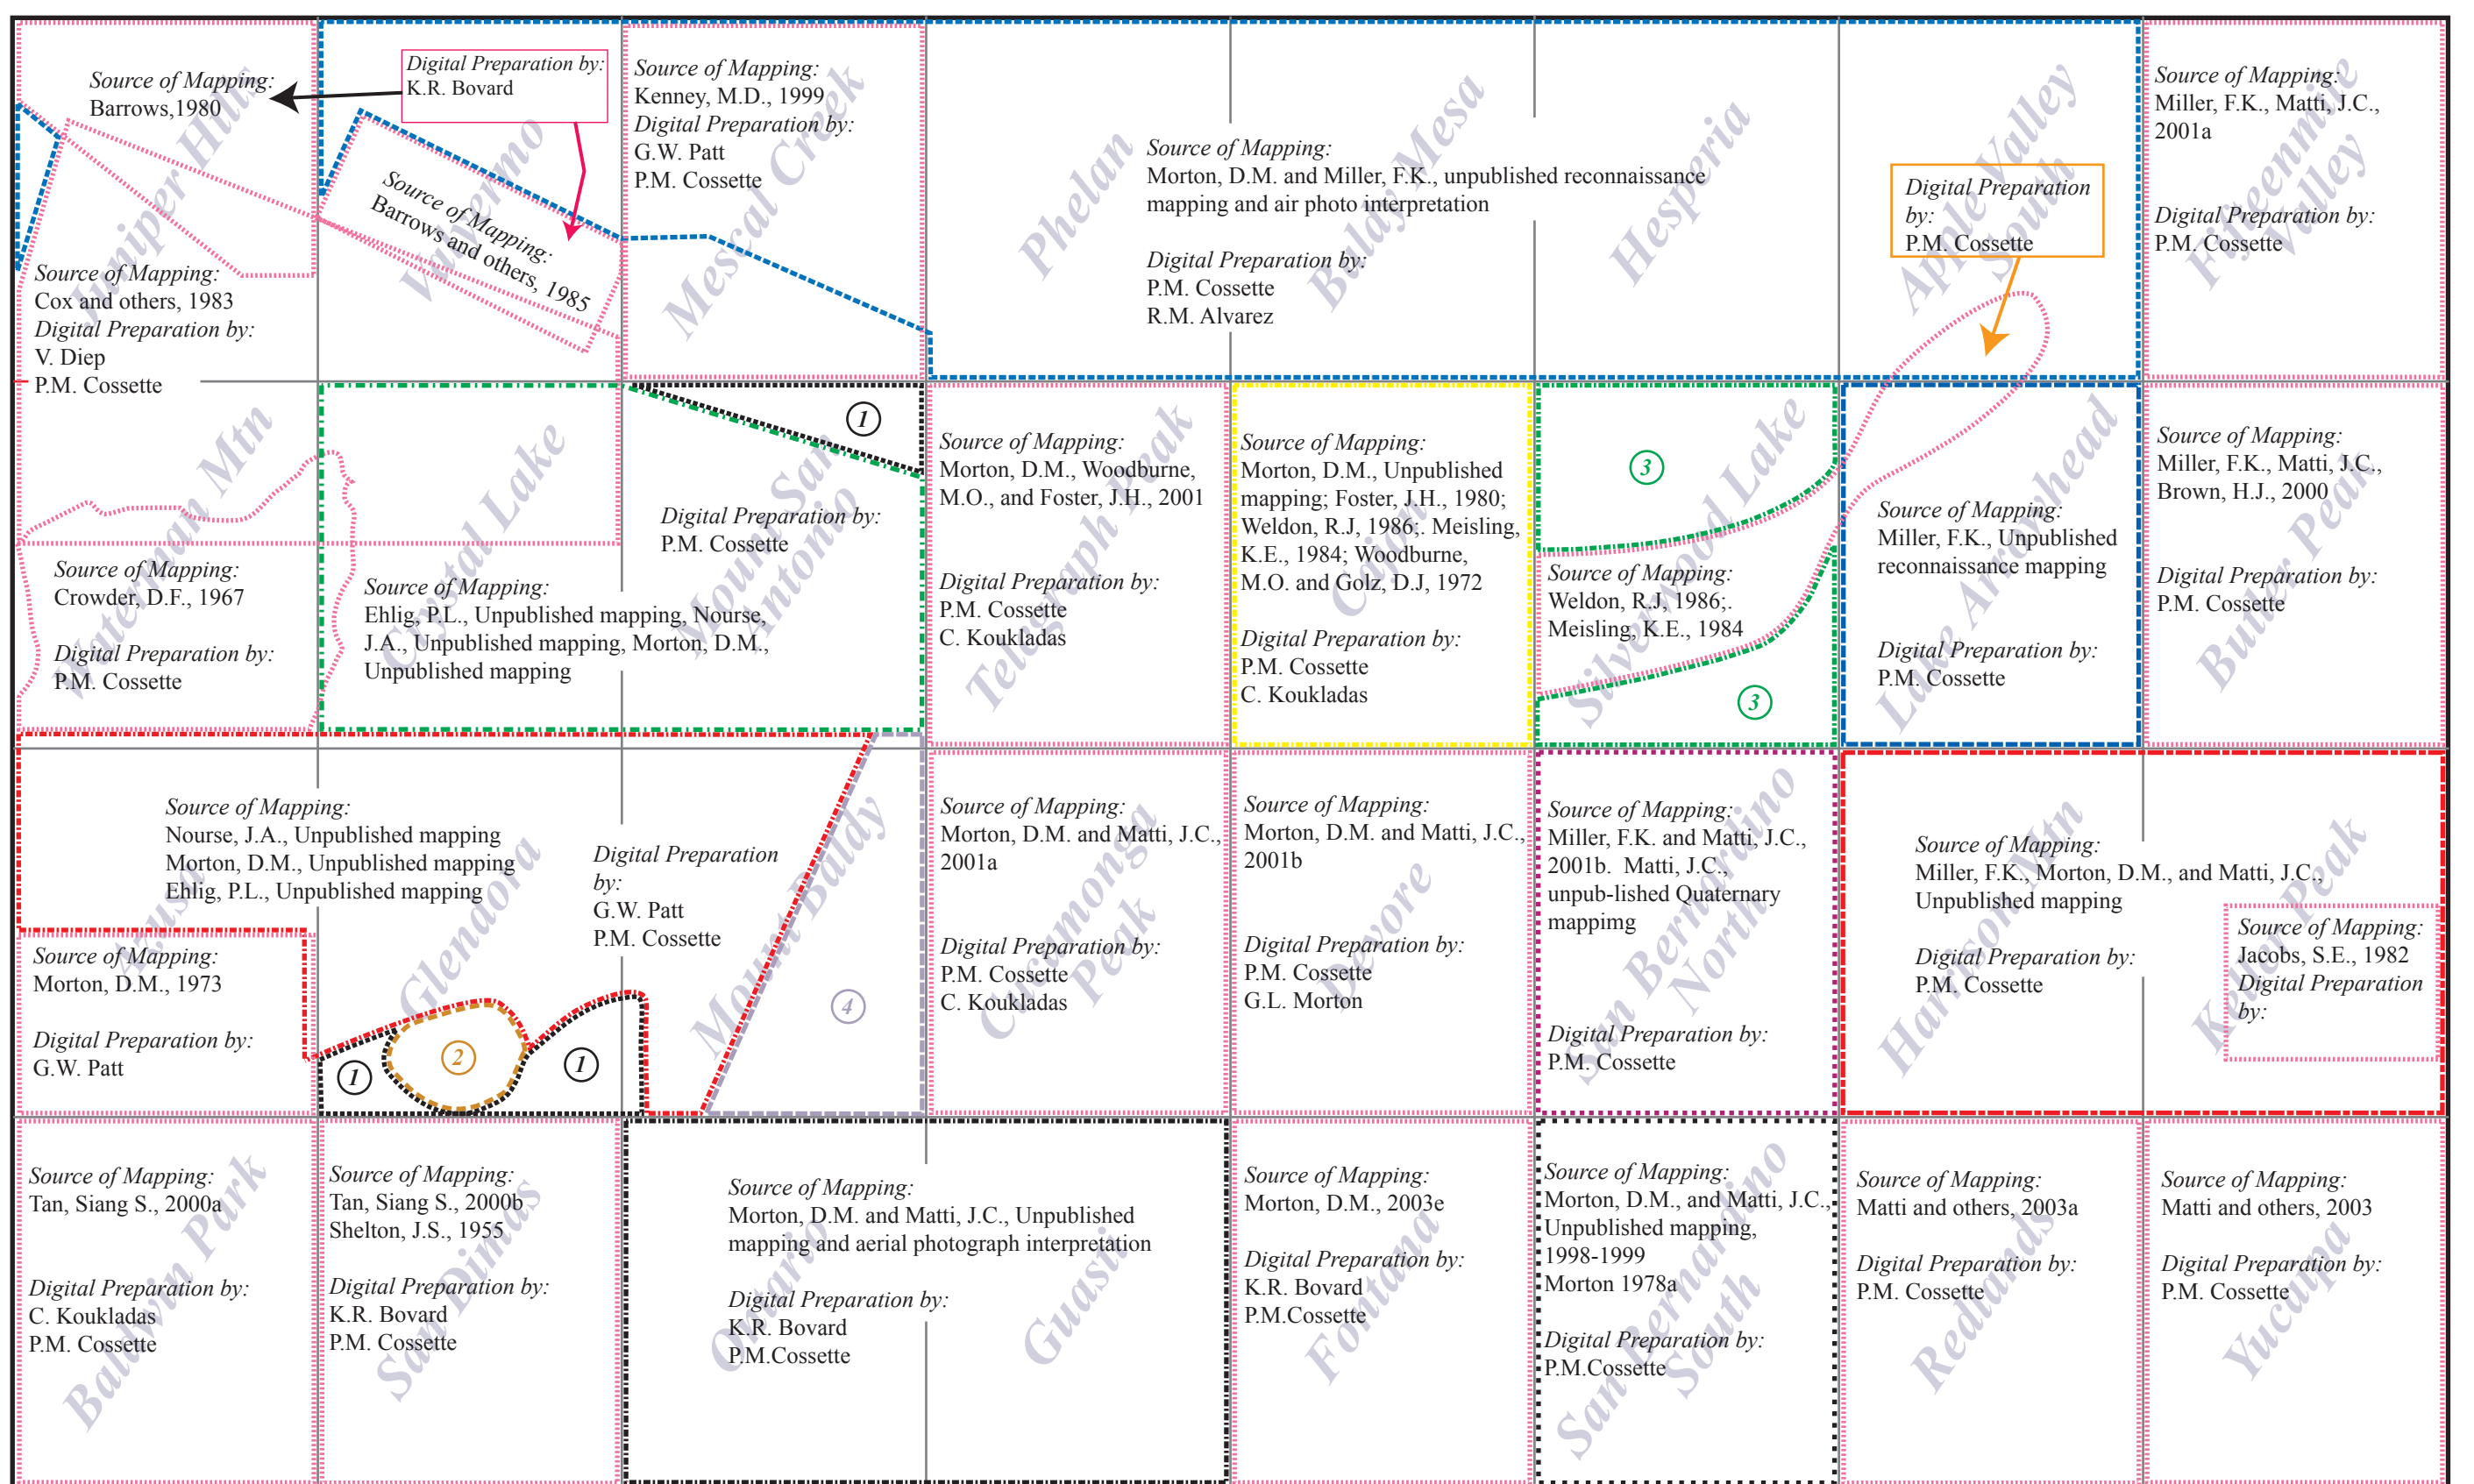 Juniper Hills
Source of Mapping:
Barrows,1980
Digital Preparation by:
K.R. Bovard
Valyermo
Source of Mapping:
Barrows and others, 1985
Source of Mapping:
Cox and others, 1983
Digital Preparation by:
V. Diep
P.M. Cossette
Mescal Creek
Source of Mapping:
Kenney, M.D., 1999
Digital Preparation by:
G.W. Patt
P.M. Cossette
Phelan
Baldy Mesa
Hesperia
Source of Mapping:
Morton, D.M. and Miller, F.K., unpublished reconnaissance
mapping and air photo interpretation
Digital Preparation by:
P.M. Cossette
R.M. Alvarez
Apple Valley
South
Digital Preparation
by:
P.M. Cossette
Fifteenmile
Valley
Source of Mapping:
Miller, F.K., Matti, J.C.,
2001a
Digital Preparation by:
P.M. Cossette
Waterman Mtn
Source of Mapping:
Crowder, D.F., 1967
Digital Preparation by:
P.M. Cossette
Crystal Lake
Source of Mapping:
Ehlig, P.L., Unpublished mapping, Nourse,
J.A., Unpublished mapping, Morton, D.M.,
Unpublished mapping
Mount San
Antonio
1
Digital Preparation by:
P.M. Cossette
Telegraph Peak
Source of Mapping:
Morton, D.M., Woodburne,
M.O., and Foster, J.H., 2001
Digital Preparation by:
P.M. Cossette
C. Koukladas
Cajon
Source of Mapping:
Morton, D.M., Unpublished
mapping; Foster, J.H., 1980;
Weldon, R.J, 1986;. Meisling,
K.E., 1984; Woodburne,
M.O. and Golz, D.J, 1972
Digital Preparation by:
P.M. Cossette
C. Koukladas
Silverwood Lake
3
Source of Mapping:
Weldon, R.J, 1986;.
Meisling, K.E., 1984
3
Lake Arrowhead
Source of Mapping:
Miller, F.K., Unpublished
reconnaissance mapping
Digital Preparation by:
P.M. Cossette
Butler Peak
Source of Mapping:
Miller, F.K., Matti, J.C.,
Brown, H.J., 2000
Digital Preparation by:
P.M. Cossette
Azusa
Source of Mapping:
Nourse, J.A., Unpublished mapping
Morton, D.M., Unpublished mapping
Ehlig, P.L., Unpublished mapping
Source of Mapping:
Morton, D.M., 1973
Digital Preparation by:
G.W. Patt
Glendora
1
2
1
Digital Preparation
by:
G.W. Patt
P.M. Cossette
Mount Baldy
4
Cucamonga
Peak
Source of Mapping:
Morton, D.M. and Matti, J.C.,
2001a
Digital Preparation by:
P.M. Cossette
C. Koukladas
Devore
Source of Mapping:
Morton, D.M. and Matti, J.C.,
2001b
Digital Preparation by:
P.M. Cossette
G.L. Morton
San Bernardino
North
Source of Mapping:
Miller, F.K. and Matti, J.C.,
2001b. Matti, J.C.,
unpub-lished Quaternary
mappimg
Digital Preparation by:
P.M. Cossette
Harrison Mtn
Source of Mapping:
Miller, F.K., Morton, D.M., and Matti, J.C.,
Unpublished mapping
Digital Preparation by:
P.M. Cossette
Keller Peak
Source of Mapping:
Jacobs, S.E., 1982
Digital Preparation
by:
Baldwin Park
Source of Mapping:
Tan, Siang S., 2000a
Digital Preparation by:
C. Koukladas
P.M. Cossette
San Dimas
Source of Mapping:
Tan, Siang S., 2000b
Shelton, J.S., 1955
Digital Preparation by:
K.R. Bovard
P.M. Cossette
Ontario
Guasti
Source of Mapping:
Morton, D.M. and Matti, J.C., Unpublished
mapping and aerial photograph interpretation
Digital Preparation by:
K.R. Bovard
P.M.Cossette
Fontana
Source of Mapping:
Morton, D.M., 2003e
Digital Preparation by:
K.R. Bovard
P.M.Cossette
San Bernardino
South
Source of Mapping:
Morton, D.M., and Matti, J.C.,
Unpublished mapping,
1998-1999
Morton 1978a
Digital Preparation by:
P.M.Cossette
Redlands
Source of Mapping:
Matti and others, 2003a
Digital Preparation by:
P.M. Cossette
Yucaipa
Source of Mapping:
Matti and others, 2003
Digital Preparation by:
P.M. Cossette